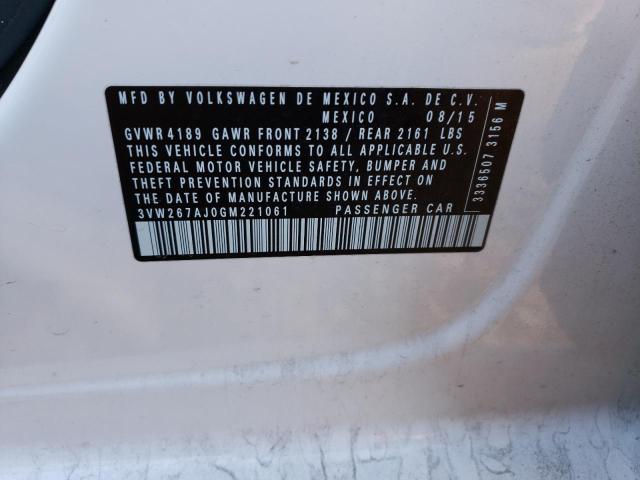 MFD BY VOLKSWAGEN DE MEXICO S.A. DE C.V.
MEXICO 08/15
GVWR 4189 GAWR FRONT 2138 / REAR 2161 LBS
THIS VEHICLE CONFORMS TO ALL APPLICABLE U.S.
FEDERAL MOTOR VEHICLE SAFETY, BUMPER AND
THEFT PREVENTION STANDARDS IN EFFECT ON
THE DATE OF MANUFACTURE SHOWN ABOVE.
3VW267AJ0GM221061 PASSENGER CAR
3336507 3156 M